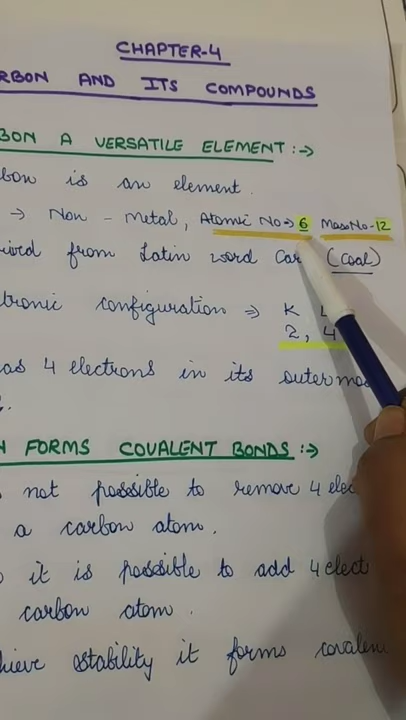 CHAPTER-4
RBON AND ITS COMPOUNDS
BON A VERSATILE ELEMENT :→
bon is an element.
→ Non - Metal, Atomic No→ 6 Mass No-12
ived from Latin word Car (Coal)
tronic configuration ⇒ K L
2, 4
as 4 electrons in its outermos
N FORMS COVALENT BONDS :→
not possible to remove 4 elec
a carbon atom.
it is possible to add 4 elect
carbon atom.
hieve stability it forms covalen